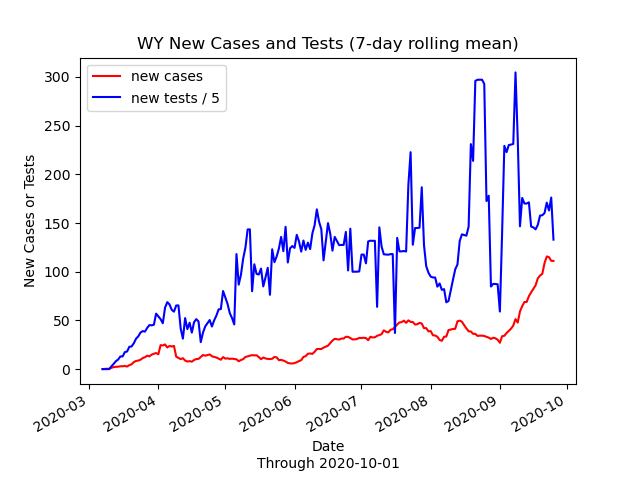 WY New Cases and Tests (7-day rolling mean)
new cases
new tests / 5
New Cases or Tests
300
250
200
150
100
50
0
2020-03
2020-04
2020-05
2020-06
2020-07
2020-08
2020-09
2020-10
Date
Through 2020-10-01